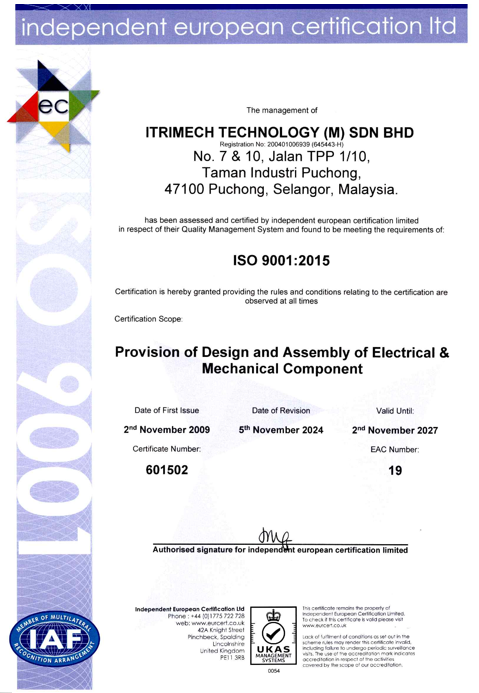 independent european certification ltd
ec
ISO 9001
The management of
ITRIMECH TECHNOLOGY (M) SDN BHD
Registration No: 200401006939 (645443-H)
No. 7 & 10, Jalan TPP 1/10,
Taman Industri Puchong,
47100 Puchong, Selangor, Malaysia.
has been assessed and certified by independent european certification limited
in respect of their Quality Management System and found to be meeting the requirements of:
ISO 9001:2015
Certification is hereby granted providing the rules and conditions relating to the certification are
observed at all times
Certification Scope:
Provision of Design and Assembly of Electrical &
Mechanical Component
Date of First Issue
Date of Revision
Valid Until:
2nd November 2009
5th November 2024
2nd November 2027
Certificate Number:
EAC Number:
601502
19
Authorised signature for independent european certification limited
MEMBER OF MULTILATERAL
IAF
RECOGNITION ARRANGEMENT
Independent European Certification Ltd
Phone : +44 (0)1775 722 728
web: www.eurcert.co.uk
42A Knight Street
Pinchbeck, Spalding
Lincolnshire
United Kingdom
PE11 3RB
UKAS
MANAGEMENT
SYSTEMS
0054
This certificate remains the property of
Independent European Certification Limited.
To check if this certificate is valid please visit
www.eurcert.co.uk
Lack of fulfilment of conditions as set out in the
scheme rules may render this certificate invalid,
including failure to undergo periodic surveillance
visits. The use of the accreditation mark indicates
accreditation in respect of the activities
covered by the scope of our accredited